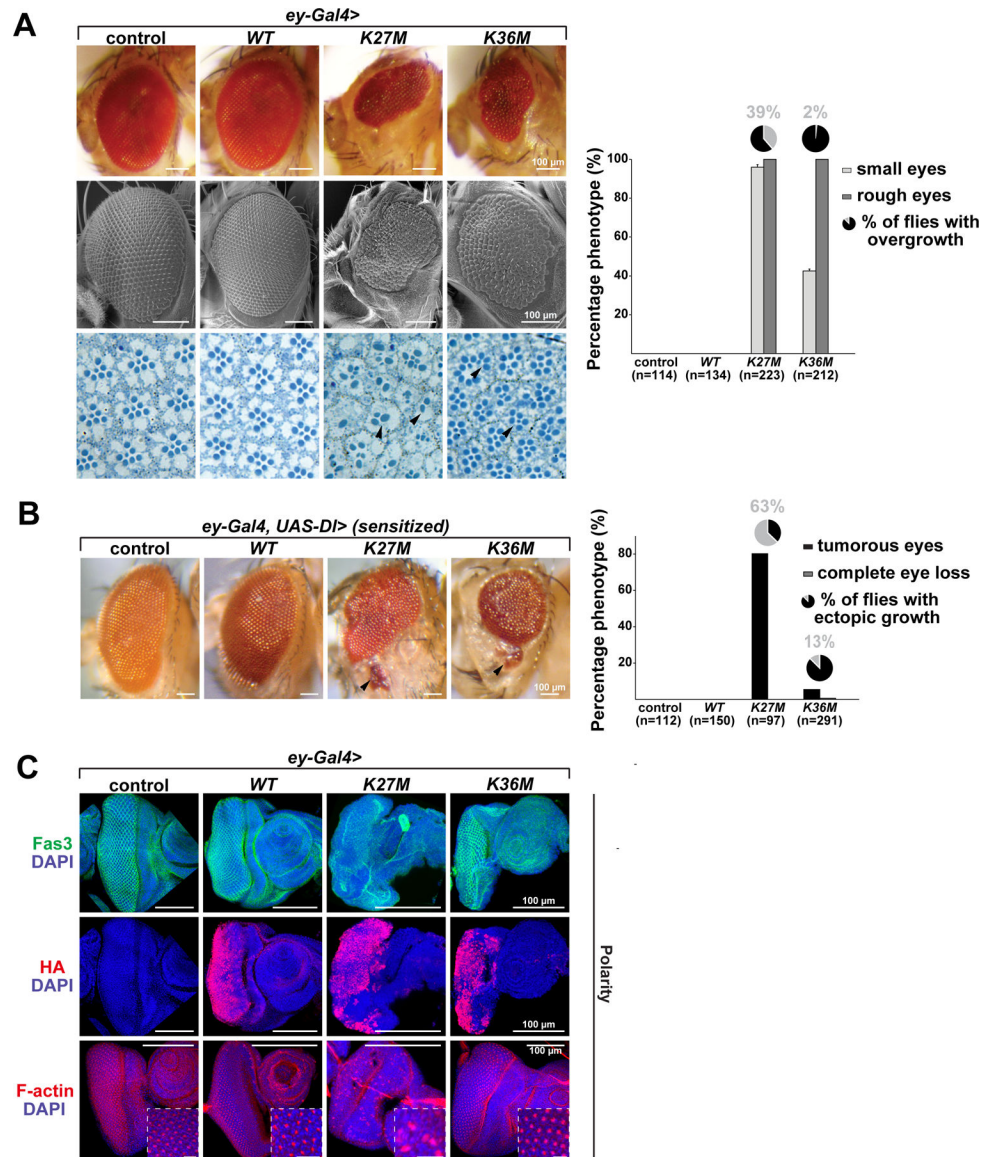 A
ey-Gal4>
control WT K27M K36M
100 µm
100 µm
39% 2%
Percentage phenotype (%)
100
80
60
40
20
small eyes
rough eyes
% of flies with
overgrowth
control WT K27M K36M
(n=114) (n=134) (n=223) (n=212)
B
ey-Gal4, UAS-Dl> (sensitized)
control WT K27M K36M
100 µm
63%
13%
Percentage phenotype (%)
80
60
40
20
tumorous eyes
complete eye loss
% of flies with
ectopic growth
control WT K27M K36M
(n=112) (n=150) (n=97) (n=291)
C
ey-Gal4>
control WT K27M K36M
Fas3
DAPI
100 µm
HA
DAPI
100 µm
F-actin
DAPI
100 µm
Polarity